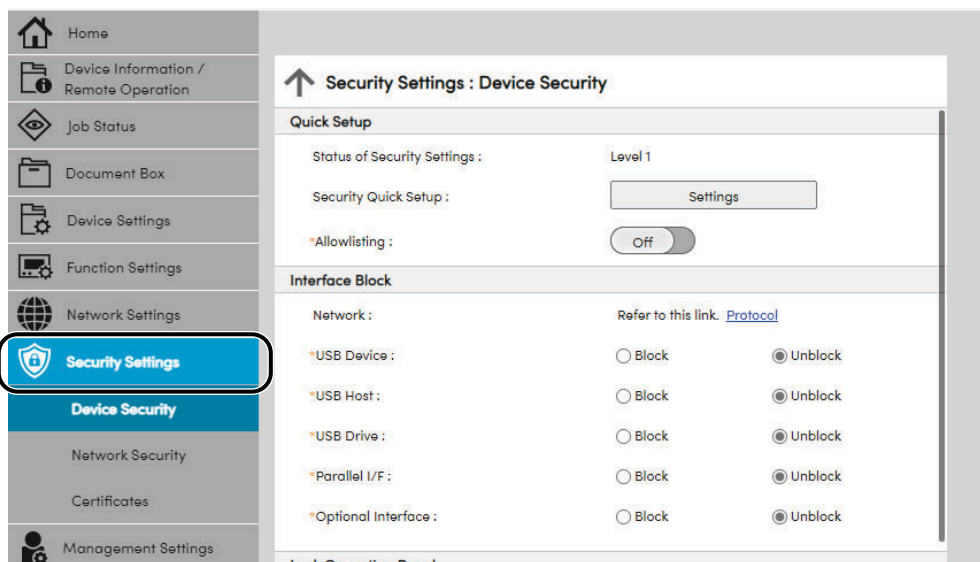 Home
Device Information /
Remote Operation
Job Status
Document Box
Device Settings
Function Settings
Network Settings
Security Settings
Device Security
Network Security
Certificates
Management Settings
Security Settings : Device Security
Quick Setup
Status of Security Settings : Level 1
Security Quick Setup : Settings
*Allowlisting : Off
Interface Block
Network : Refer to this link. Protocol
*USB Device : Block Unblock
*USB Host : Block Unblock
*USB Drive : Block Unblock
*Parallel I/F : Block Unblock
*Optional Interface : Block Unblock